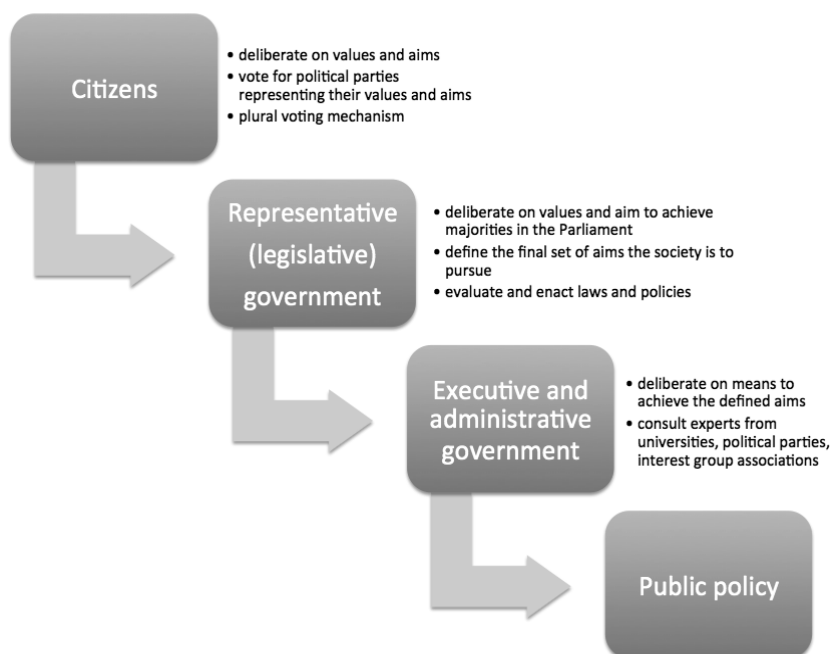 Citizens
• deliberate on values and aims
• vote for political parties
representing their values and aims
• plural voting mechanism
Representative
(legislative)
government
• deliberate on values and aim to achieve
majorities in the Parliament
• define the final set of aims the society is to
pursue
• evaluate and enact laws and policies
Executive and
administrative
government
• deliberate on means to
achieve the defined aims
• consult experts from
universities, political parties,
interest group associations
Public policy